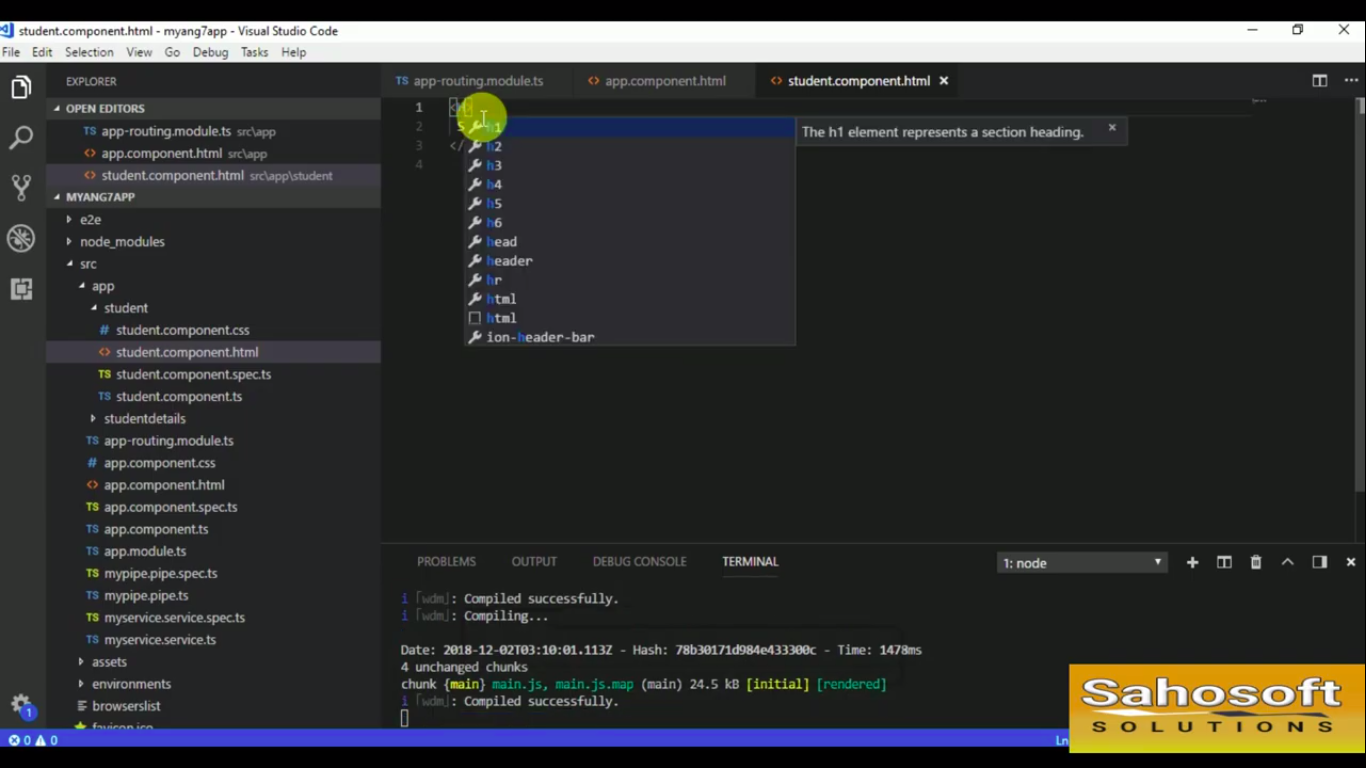 student.component.html - myang7app - Visual Studio Code
File Edit Selection View Go Debug Tasks Help
EXPLORER
OPEN EDITORS
TS app-routing.module.ts src\app
<> app.component.html src\app
<> student.component.html src\app\student
MYANG7APP
e2e
node_modules
src
app
student
# student.component.css
<> student.component.html
TS student.component.spec.ts
TS student.component.ts
studentdetails
TS app-routing.module.ts
# app.component.css
<> app.component.html
TS app.component.spec.ts
TS app.component.ts
TS app.module.ts
TS mypipe.pipe.spec.ts
TS mypipe.pipe.ts
TS myservice.service.spec.ts
TS myservice.service.ts
assets
environments
browserslist
favicon.ico
TS app-routing.module.ts <> app.component.html <> student.component.html ×
1 <h>
2 s
3 </
4
h1
h2
h3
h4
h5
h6
head
header
hr
html
html
ion-header-bar
The h1 element represents a section heading. ×
PROBLEMS OUTPUT DEBUG CONSOLE TERMINAL 1: node
i ｢wdm｣: Compiled successfully.
i ｢wdm｣: Compiling...
Date: 2018-12-02T03:10:01.113Z - Hash: 78b30171d984e433300c - Time: 1478ms
4 unchanged chunks
chunk {main} main.js, main.js.map (main) 24.5 kB [initial] [rendered]
i ｢wdm｣: Compiled successfully.
1
0 0
Ln
Sahosoft
SOLUTIONS